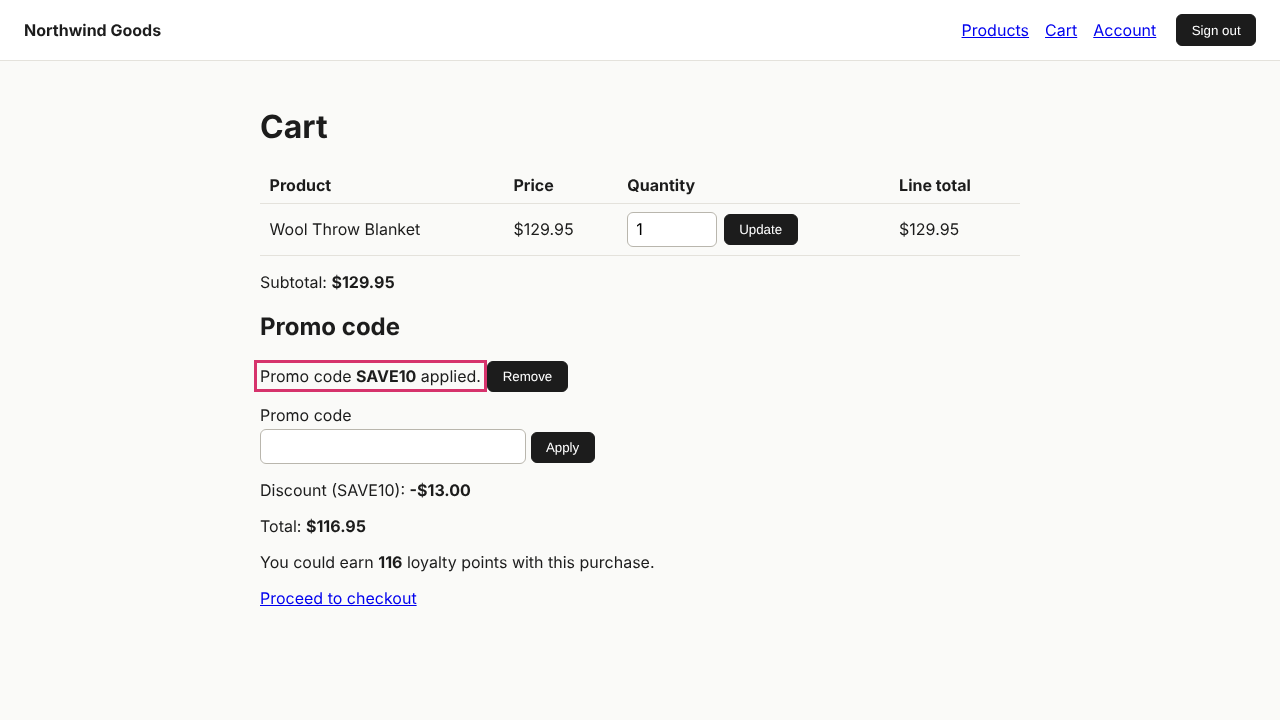 Northwind Goods
Products Cart Account Sign out
Cart
Product Price Quantity Line total
Wool Throw Blanket $129.95 1 Update $129.95
Subtotal: $129.95
Promo code
Promo code SAVE10 applied. Remove
Promo code
Apply
Discount (SAVE10): -$13.00
Total: $116.95
You could earn 116 loyalty points with this purchase.
Proceed to checkout